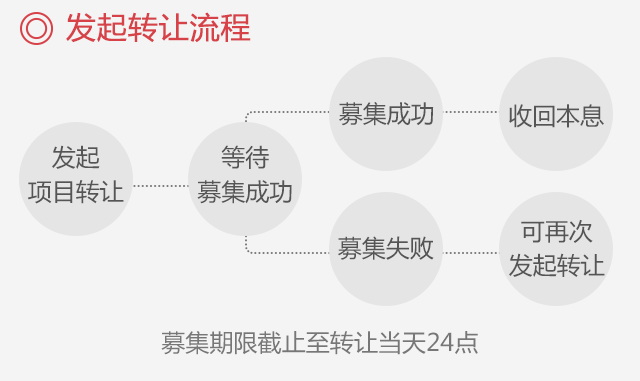 发起转让流程
发起
项目转让
等待
募集成功
募集成功
收回本息
募集失败
可再次
发起转让
募集期限截止至转让当天24点